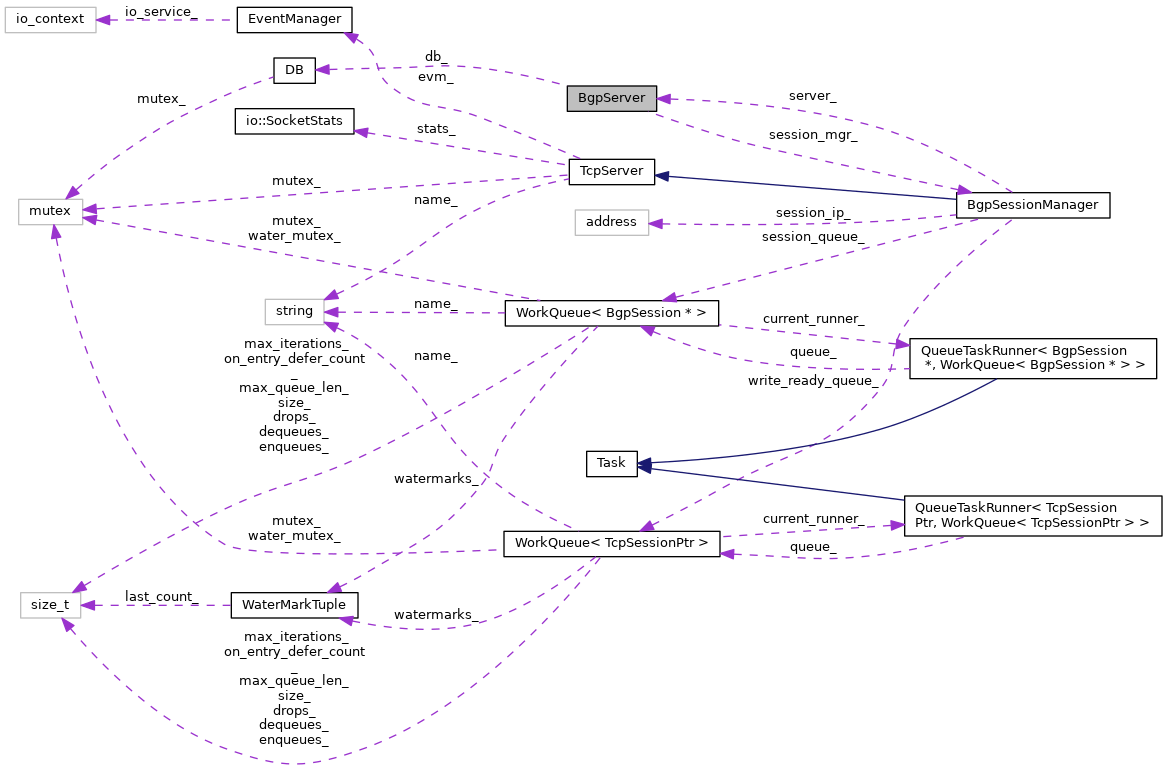 io_context
io_service_
EventManager
DB
db_
evm_
BgpServer
server_
mutex_
io::SocketStats
stats_
session_mgr_
TcpServer
mutex_
name_
mutex
address
session_ip_
BgpSessionManager
mutex_
water_mutex_
session_queue_
string
name_
WorkQueue< BgpSession * >
current_runner_
queue_
QueueTaskRunner< BgpSession
*, WorkQueue< BgpSession * > >
max_iterations_
on_entry_defer_count
_
max_queue_len_
size_
drops_
dequeues_
enqueues_
name_
write_ready_queue_
Task
watermarks_
mutex_
water_mutex_
WorkQueue< TcpSessionPtr >
current_runner_
queue_
QueueTaskRunner< TcpSession
Ptr, WorkQueue< TcpSessionPtr > >
size_t
last_count_
WaterMarkTuple
watermarks_
max_iterations_
on_entry_defer_count
_
max_queue_len_
size_
drops_
dequeues_
enqueues_